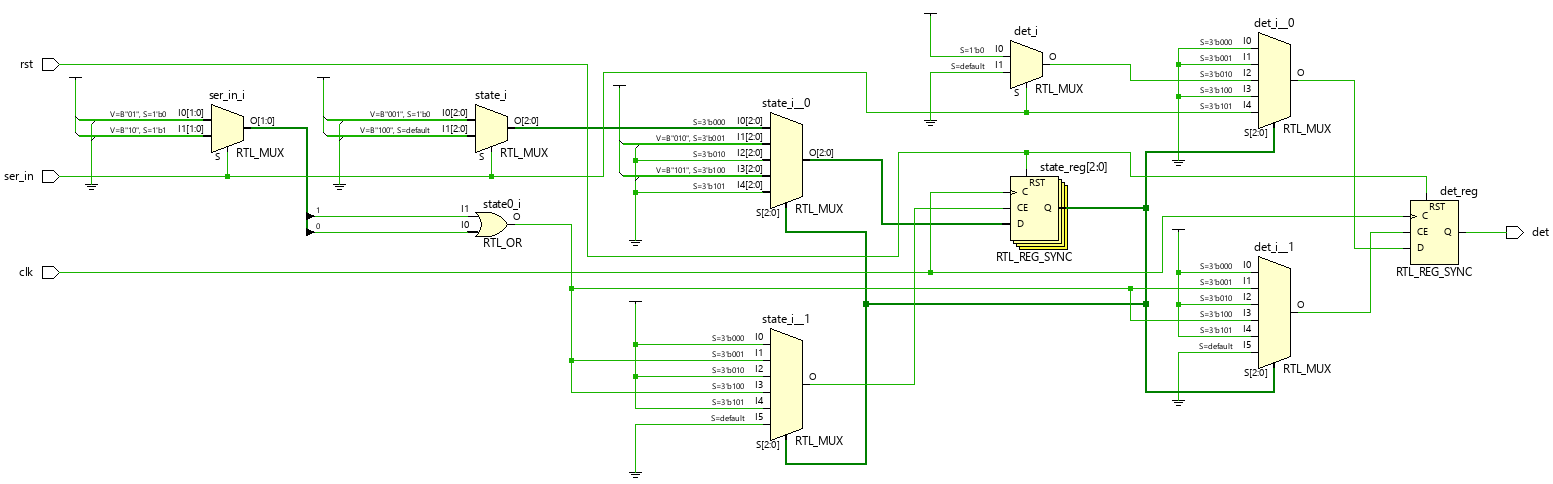 rst
ser_in
clk
ser_in_i
V=B"01", S=1'b0 I0[1:0]
V=B"10", S=1'b1 I1[1:0]
O[1:0]
S
RTL_MUX
state_i
V=B"001", S=1'b0 I0[2:0]
V=B"100", S=default I1[2:0]
O[2:0]
S
RTL_MUX
1
0
state0_i
I1
I0
O
RTL_OR
state_i__0
S=3'b000 I0[2:0]
V=B"010", S=3'b001 I1[2:0]
S=3'b010 I2[2:0]
V=B"101", S=3'b100 I3[2:0]
S=3'b101 I4[2:0]
O[2:0]
S[2:0]
RTL_MUX
state_i__1
S=3'b000 I0
S=3'b001 I1
S=3'b010 I2
S=3'b100 I3
S=3'b101 I4
S=default I5
O
S[2:0]
RTL_MUX
det_i
S=1'b0 I0
S=default I1
O
S
RTL_MUX
state_reg[2:0]
RST
C
CE
D
Q
RTL_REG_SYNC
det_i__0
S=3'b000 I0
S=3'b001 I1
S=3'b010 I2
S=3'b100 I3
S=3'b101 I4
O
S[2:0]
RTL_MUX
det_i__1
S=3'b000 I0
S=3'b001 I1
S=3'b010 I2
S=3'b100 I3
S=3'b101 I4
S=default I5
O
S[2:0]
RTL_MUX
det_reg
RST
C
CE
D
Q
RTL_REG_SYNC
det